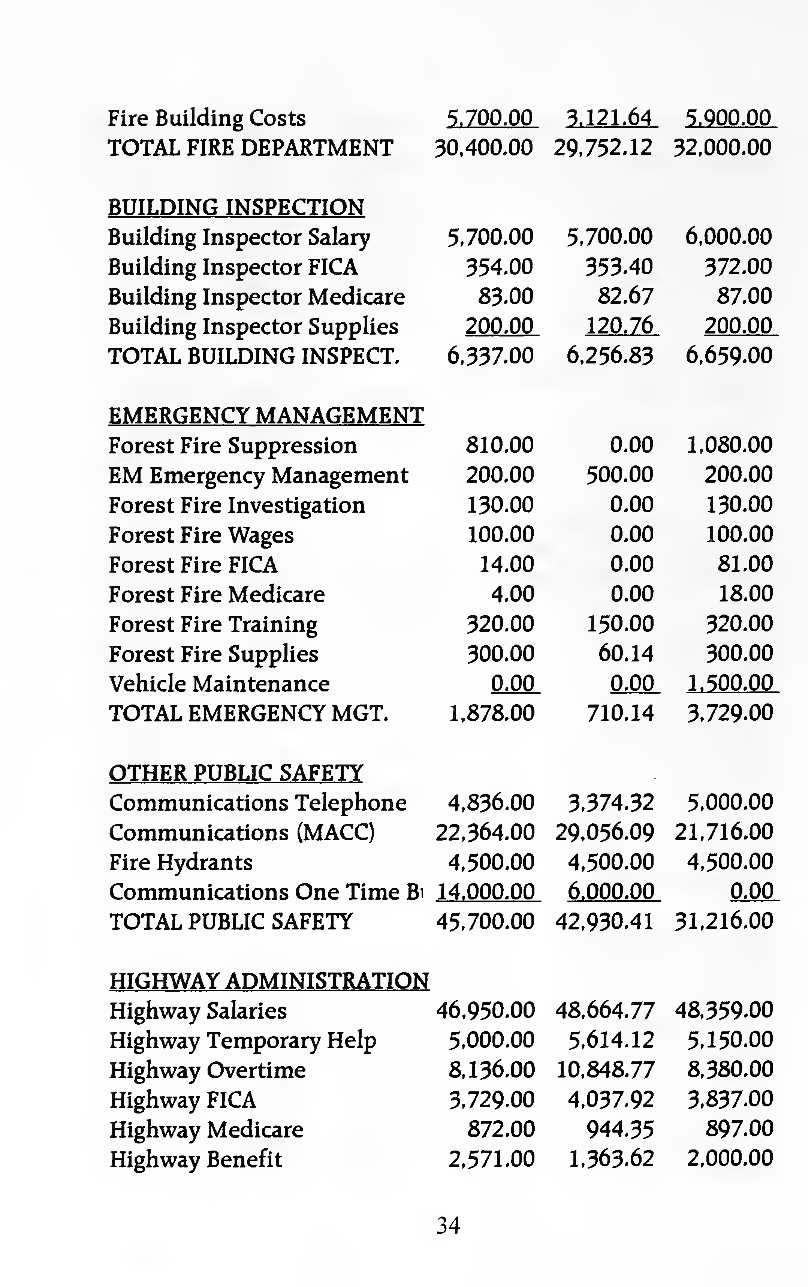 Fire Building Costs 5,700.00 3,121.64 5,900.00
TOTAL FIRE DEPARTMENT 30,400.00 29,752.12 32,000.00
BUILDING INSPECTION
Building Inspector Salary 5,700.00 5,700.00 6,000.00
Building Inspector FICA 354.00 353.40 372.00
Building Inspector Medicare 83.00 82.67 87.00
Building Inspector Supplies 200.00 120.76 200.00
TOTAL BUILDING INSPECT. 6,337.00 6,256.83 6,659.00
EMERGENCY MANAGEMENT
Forest Fire Suppression 810.00 0.00 1,080.00
EM Emergency Management 200.00 500.00 200.00
Forest Fire Investigation 130.00 0.00 130.00
Forest Fire Wages 100.00 0.00 100.00
Forest Fire FICA 14.00 0.00 81.00
Forest Fire Medicare 4.00 0.00 18.00
Forest Fire Training 320.00 150.00 320.00
Forest Fire Supplies 300.00 60.14 300.00
Vehicle Maintenance 0.00 0.00 1,500.00
TOTAL EMERGENCY MGT. 1,878.00 710.14 3,729.00
OTHER PUBLIC SAFETY
Communications Telephone 4,836.00 3,374.32 5,000.00
Communications (MACC) 22,364.00 29,056.09 21,716.00
Fire Hydrants 4,500.00 4,500.00 4,500.00
Communications One Time 14,000.00 6,000.00 0.00
TOTAL PUBLIC SAFETY 45,700.00 42,930.41 31,216.00
HIGHWAY ADMINISTRATION
Highway Salaries 46,950.00 48,664.77 48,359.00
Highway Temporary Help 5,000.00 5,614.12 5,150.00
Highway Overtime 8,136.00 10,848.77 8,380.00
Highway FICA 3,729.00 4,037.92 3,837.00
Highway Medicare 872.00 944.35 897.00
Highway Benefit 2,571.00 1,363.62 2,000.00
34